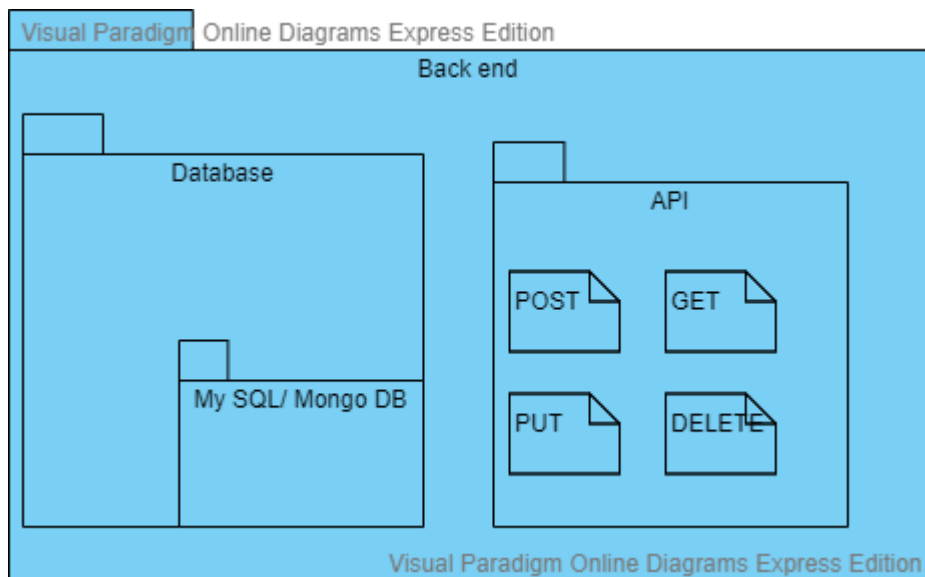 Visual Paradigm Online Diagrams Express Edition
Back end
Database
API
POST
GET
My SQL/ Mongo DB
PUT
DELETE
Visual Paradigm Online Diagrams Express Edition